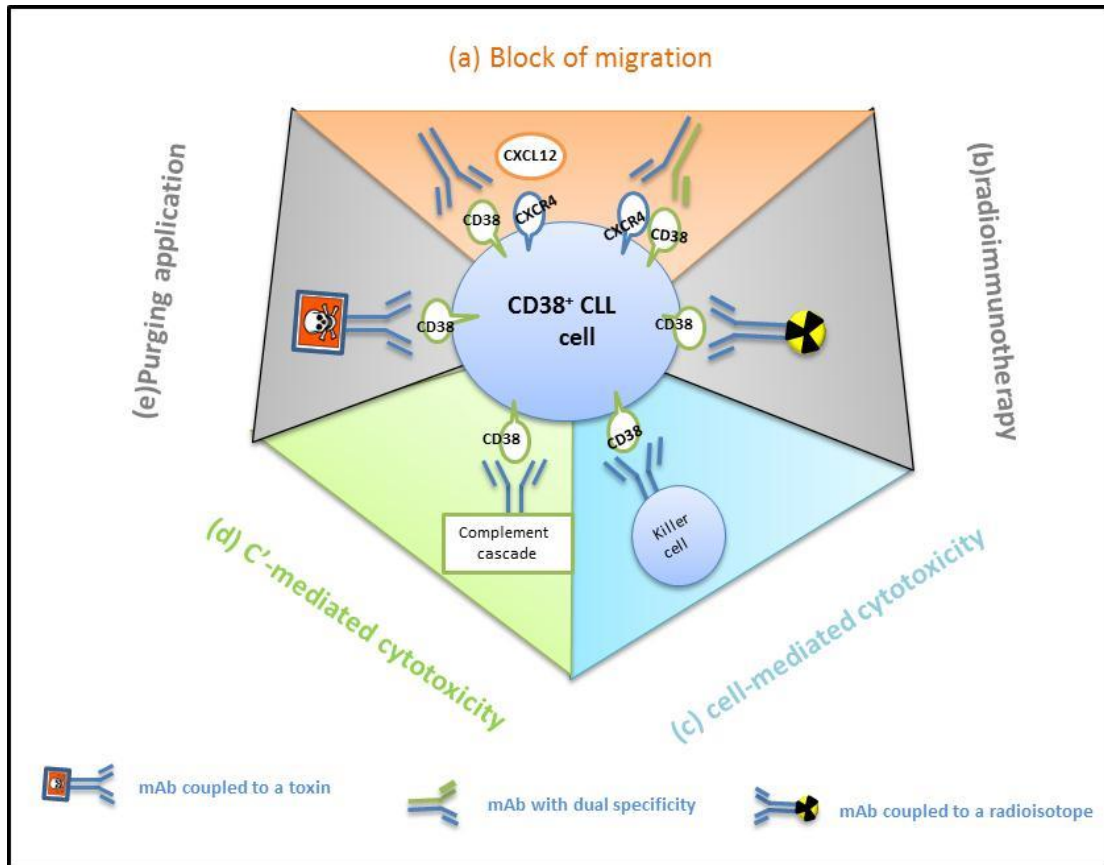 (a) Block of migration
CXCL12
CD38
CXCR4
CXCR4
CD38
(e)Purging application
(b)radioimmunotherapy
CD38
CD38⁺ CLL
cell
CD38
CD38
CD38
Complement
cascade
Killer
cell
(d) C'-mediated cytotoxicity
(c) cell-mediated cytotoxicity
mAb coupled to a toxin
mAb with dual specificity
mAb coupled to a radioisotope